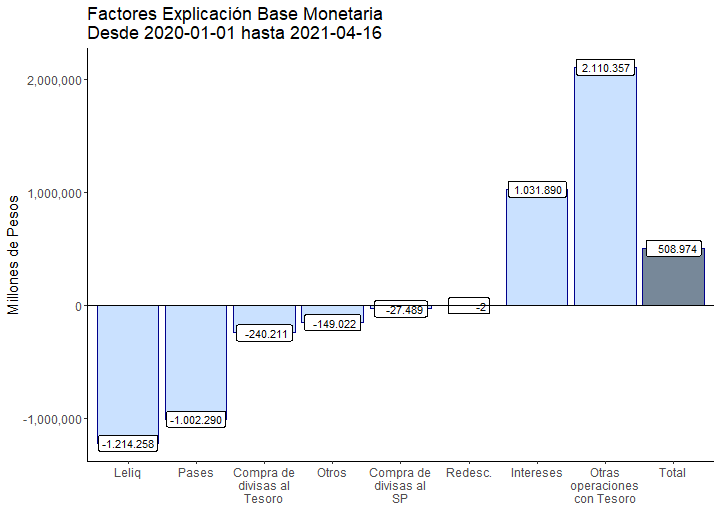 Factores Explicación Base Monetaria
Desde 2020-01-01 hasta 2021-04-16
Millones de Pesos
2,000,000
1,000,000
0
-1,000,000
-1.214.258
-1.002.290
-240.211
-149.022
-27.489
-2
1.031.890
2.110.357
508.974
Leliq
Pases
Compra de
divisas al
Tesoro
Otros
Compra de
divisas al
SP
Redesc.
Intereses
Otras
operaciones
con Tesoro
Total